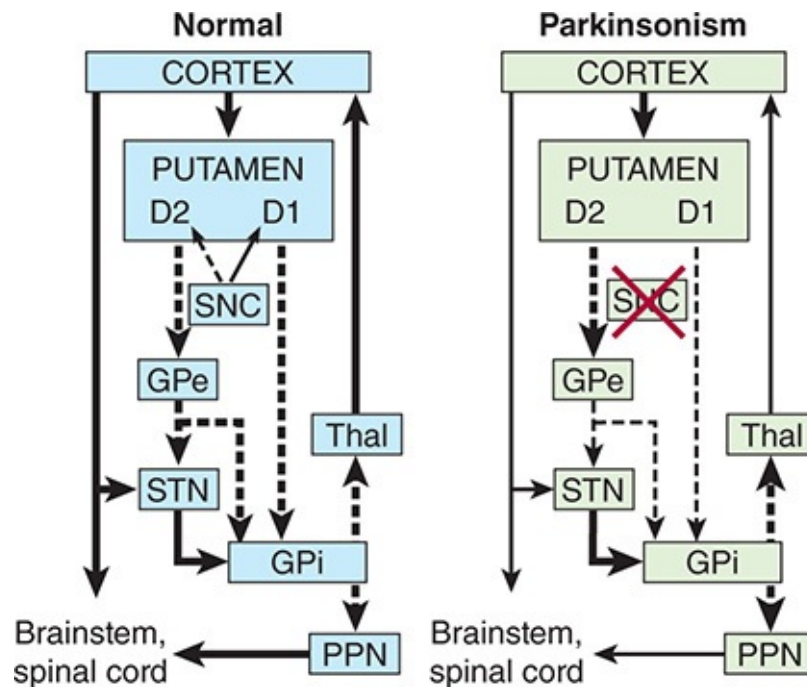 Normal
CORTEX
PUTAMEN
D2 D1
SNC
GPe
Thal
STN
GPi
Brainstem,
spinal cord
PPN
Parkinsonism
CORTEX
PUTAMEN
D2 D1
SNC
GPe
Thal
STN
GPi
Brainstem,
spinal cord
PPN